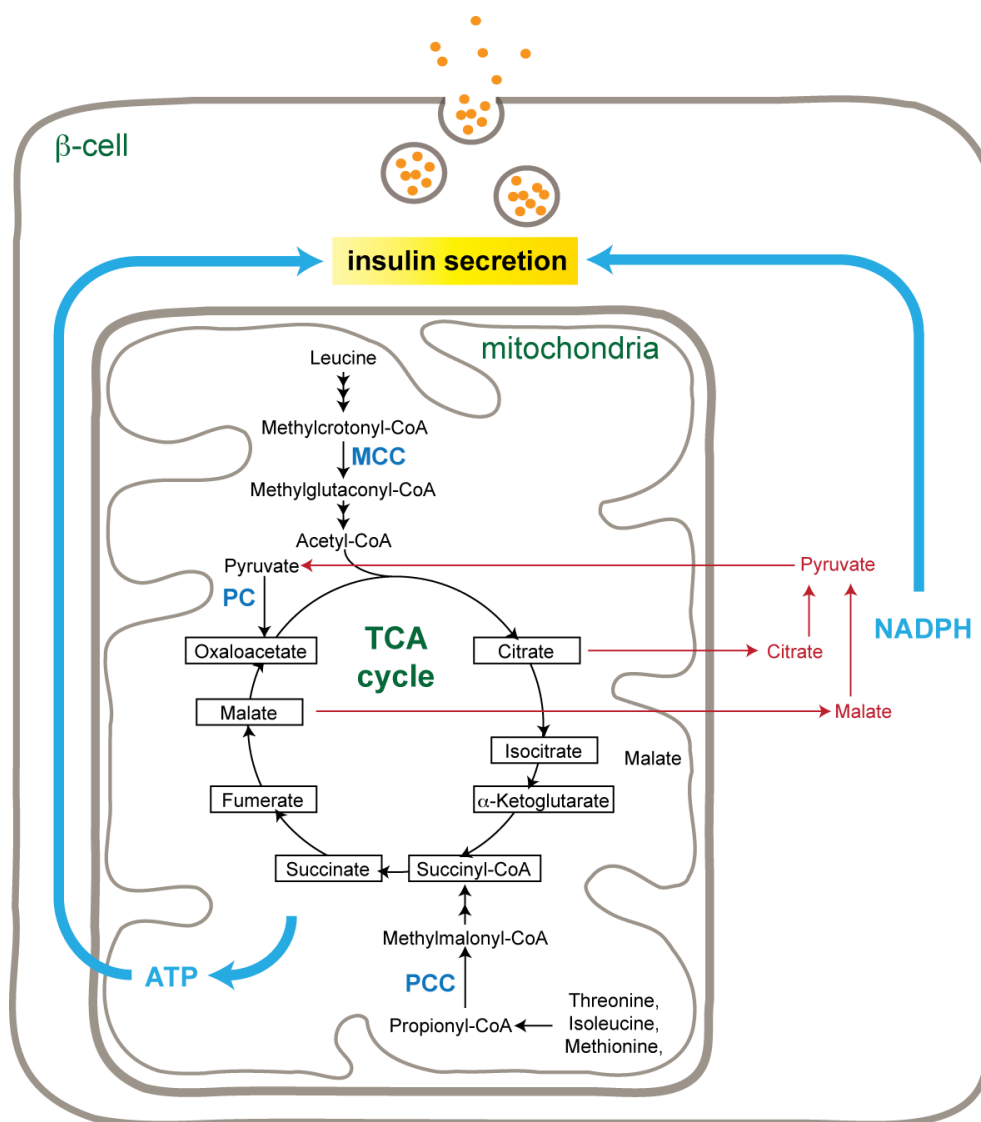 β-cell
insulin secretion
mitochondria
Leucine
Methylcrotonyl-CoA
MCC
Methylglutaconyl-CoA
Acetyl-CoA
Pyruvate
Pyruvate
PC
NADPH
TCA
cycle
Oxaloacetate
Citrate
Citrate
Malate
Malate
Isocitrate
Malate
Fumerate
α-Ketoglutarate
Succinate
Succinyl-CoA
Methylmalonyl-CoA
ATP
PCC
Propionyl-CoA
Threonine,
Isoleucine,
Methionine,